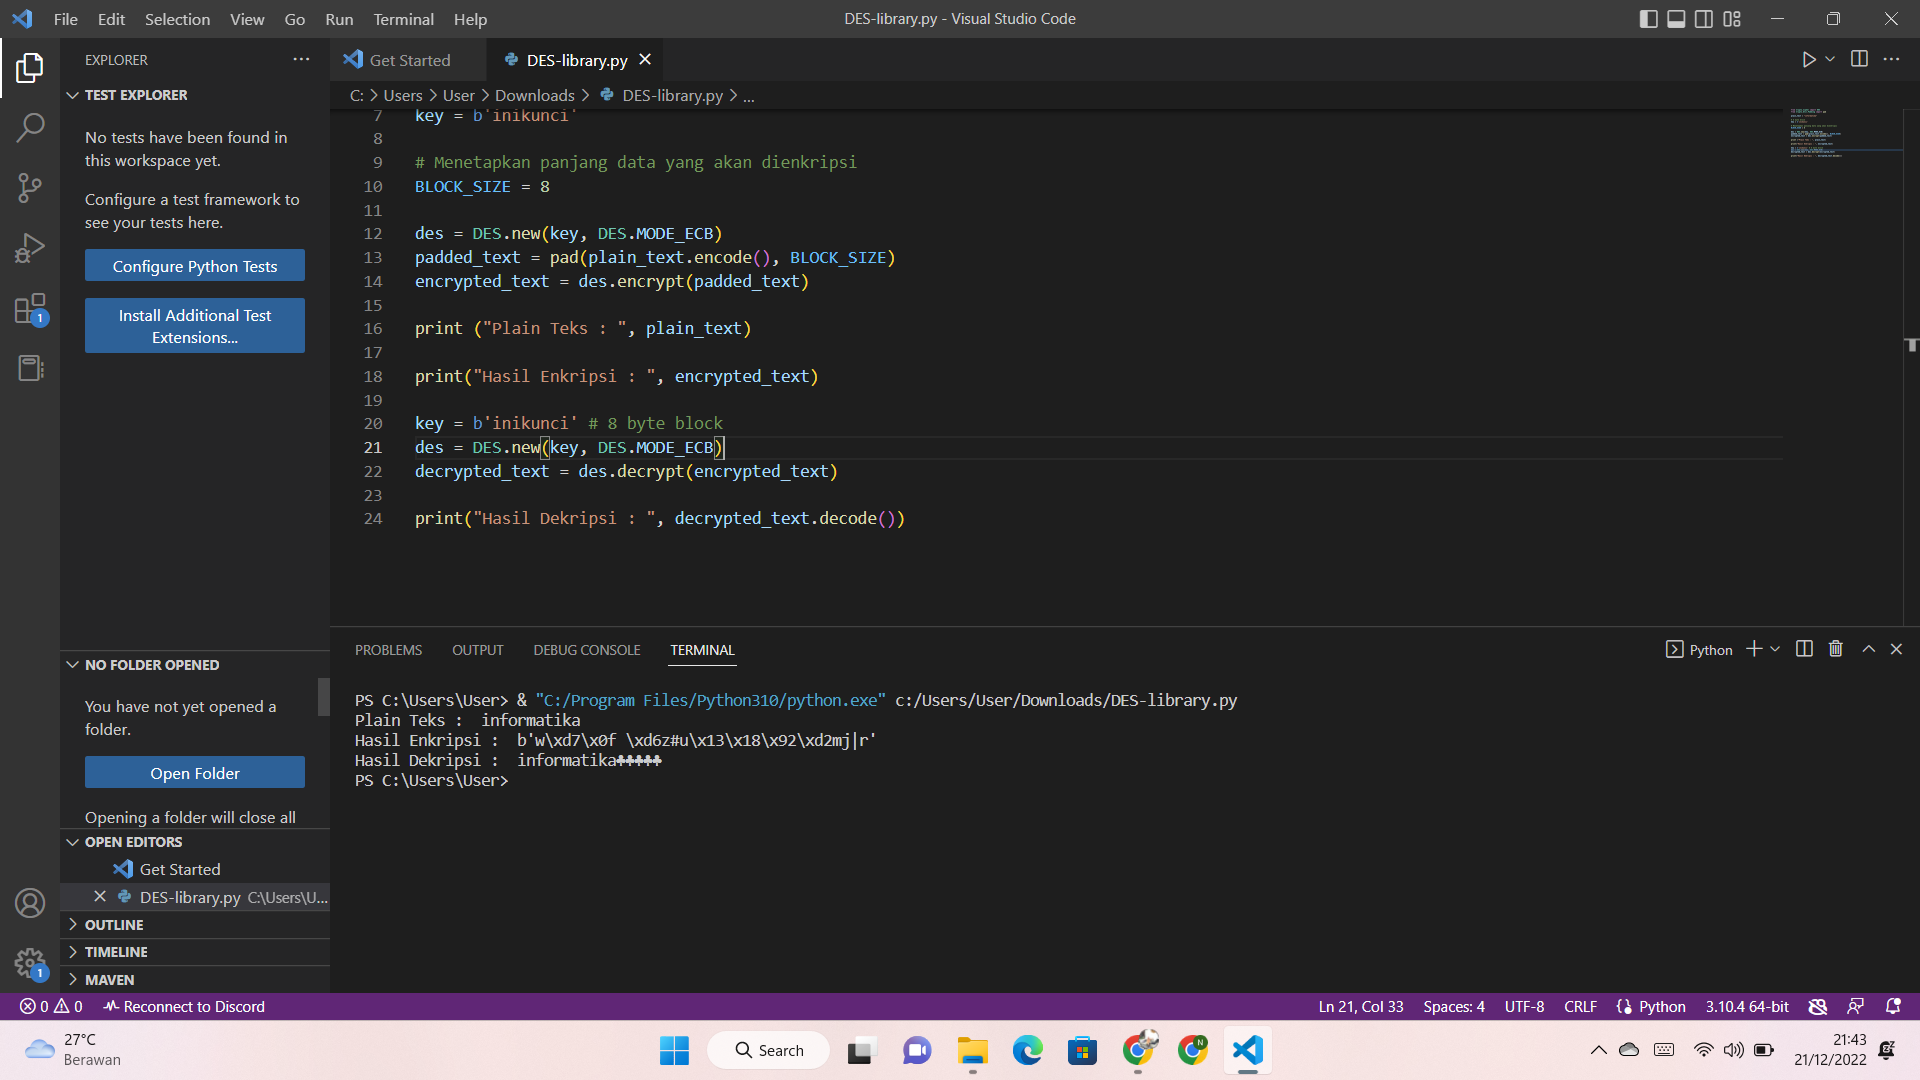 File Edit Selection View Go Run Terminal Help
DES-library.py - Visual Studio Code
EXPLORER
TEST EXPLORER
No tests have been found in
this workspace yet.
Configure a test framework to
see your tests here.
Configure Python Tests
Install Additional Test
Extensions...
NO FOLDER OPENED
You have not yet opened a
folder.
Open Folder
Opening a folder will close all
OPEN EDITORS
Get Started
DES-library.py C:\Users\U...
OUTLINE
TIMELINE
MAVEN
1
1
Get Started
DES-library.py
C: > Users > User > Downloads > DES-library.py > ...
7 key = b'inikunci'
8
9 # Menetapkan panjang data yang akan dienkripsi
10 BLOCK_SIZE = 8
11
12 des = DES.new(key, DES.MODE_ECB)
13 padded_text = pad(plain_text.encode(), BLOCK_SIZE)
14 encrypted_text = des.encrypt(padded_text)
15
16 print ("Plain Teks : ", plain_text)
17
18 print("Hasil Enkripsi : ", encrypted_text)
19
20 key = b'inikunci' # 8 byte block
21 des = DES.new(key, DES.MODE_ECB)
22 decrypted_text = des.decrypt(encrypted_text)
23
24 print("Hasil Dekripsi : ", decrypted_text.decode())
PROBLEMS OUTPUT DEBUG CONSOLE TERMINAL
Python
PS C:\Users\User> & "C:/Program Files/Python310/python.exe" c:/Users/User/Downloads/DES-library.py
Plain Teks :  informatika
Hasil Enkripsi :  b'w\xd7\x0f \xd6z#u\x13\x18\x92\xd2mj|r'
Hasil Dekripsi :  informatika♣♣♣♣♣
PS C:\Users\User>
0 0 Reconnect to Discord
Ln 21, Col 33 Spaces: 4 UTF-8 CRLF Python 3.10.4 64-bit
27°C
Berawan
Search
N
21:43
21/12/2022